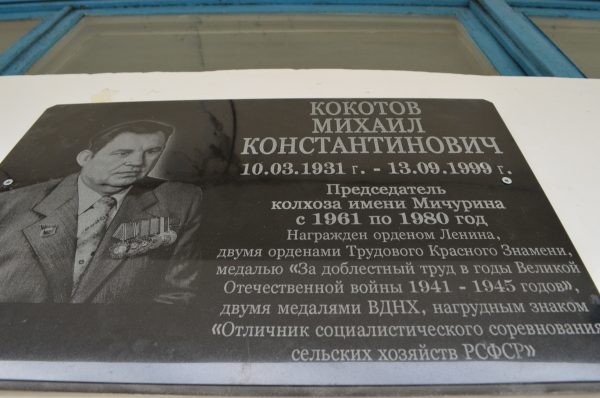 КОКОТОВ
МИХАИЛ
КОНСТАНТИНОВИЧ
10.03.1931 г. - 13.09.1999 г.
Председатель
колхоза имени Мичурина
с 1961 по 1980 год
Награжден орденом Ленина,
двумя орденами Трудового Красного Знамени,
медалью «За доблестный труд в годы Великой
Отечественной войны 1941 - 1945 годов»,
двумя медалями ВДНХ, нагрудным знаком
«Отличник социалистического соревнования
сельских хозяйств РСФСР»